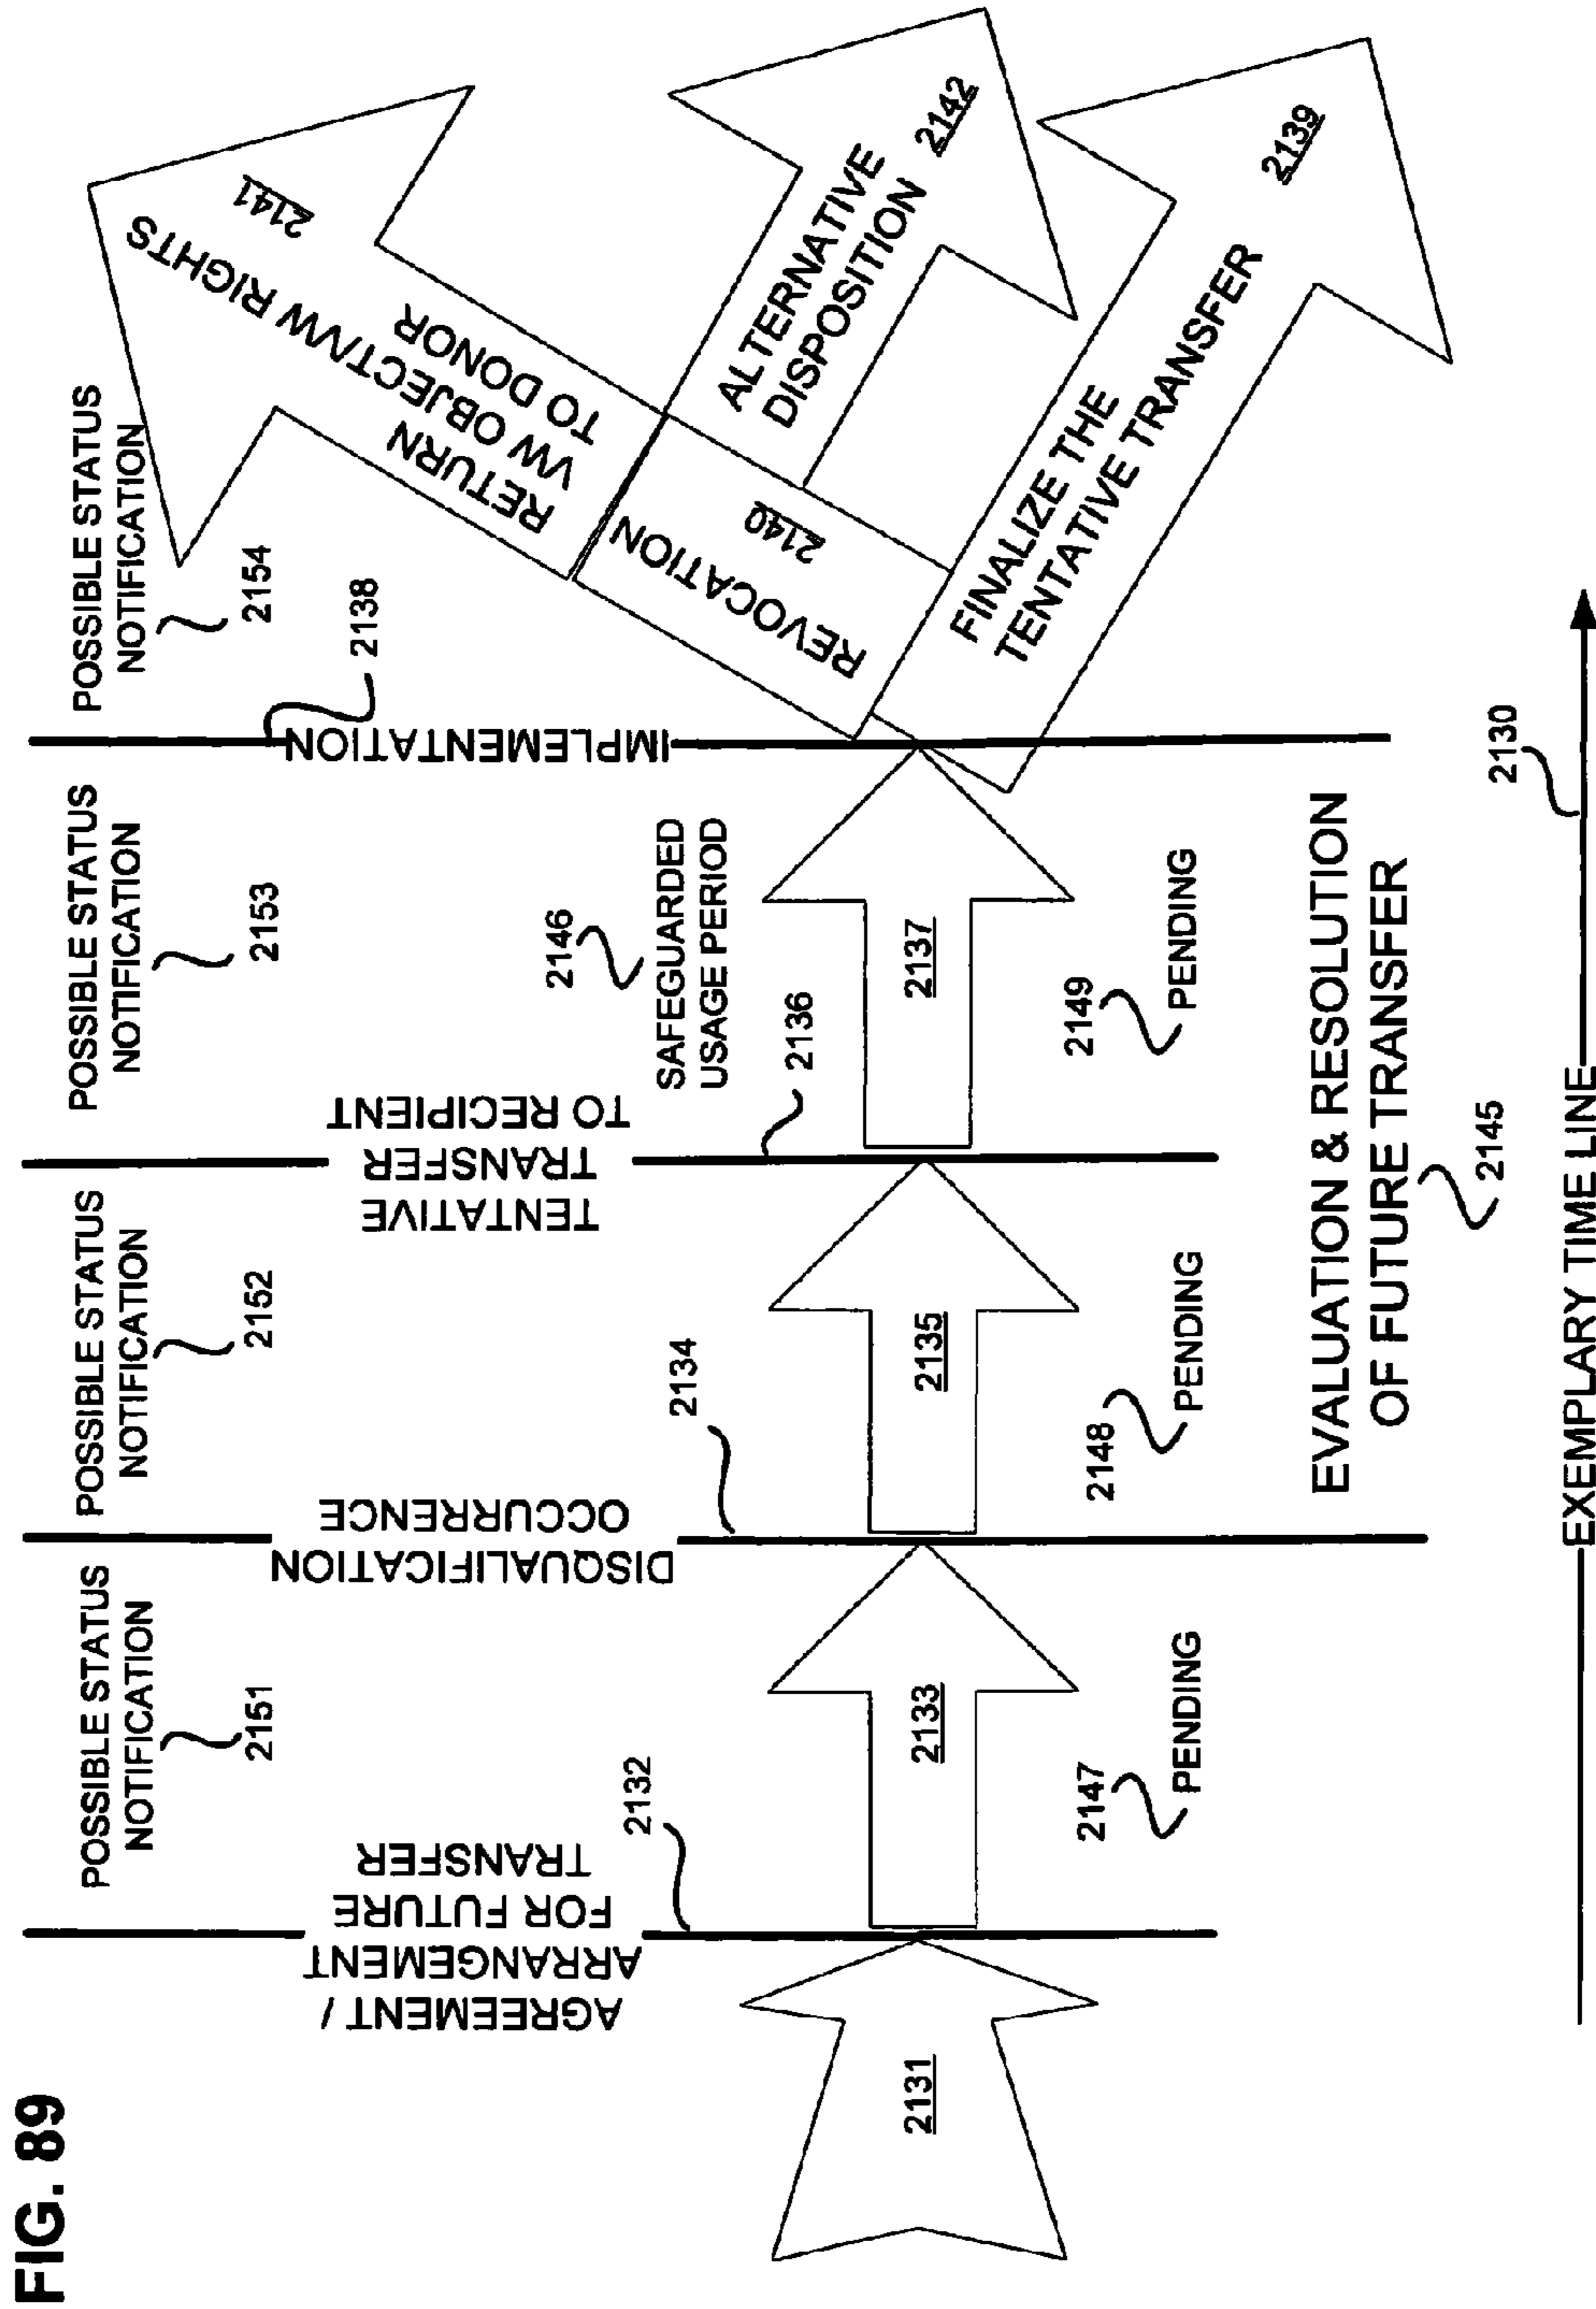 FIG. 89
POSSIBLE STATUS
NOTIFICATION
2151
POSSIBLE STATUS
NOTIFICATION
2152
POSSIBLE STATUS
NOTIFICATION
2153
POSSIBLE STATUS
NOTIFICATION
2154
AGREEMENT /
ARRANGEMENT
FOR FUTURE
TRANSFER
2132
DISQUALIFICATION
OCCURRENCE
2134
TENTATIVE
TRANSFER
TO RECIPIENT
2136
2146
SAFEGUARDED
USAGE PERIOD
IMPLEMENTATION
2138
2131
2133
2135
2137
2147
PENDING
2148
PENDING
2149
PENDING
RETURN
VW OBJECT/VW RIGHTS
TO DONOR
2141
REVOCATION
2140
ALTERNATIVE
DISPOSITION
2142
FINALIZE THE
TENTATIVE TRANSFER
2139
EVALUATION & RESOLUTION
OF FUTURE TRANSFER
2145
EXEMPLARY TIME LINE
2130